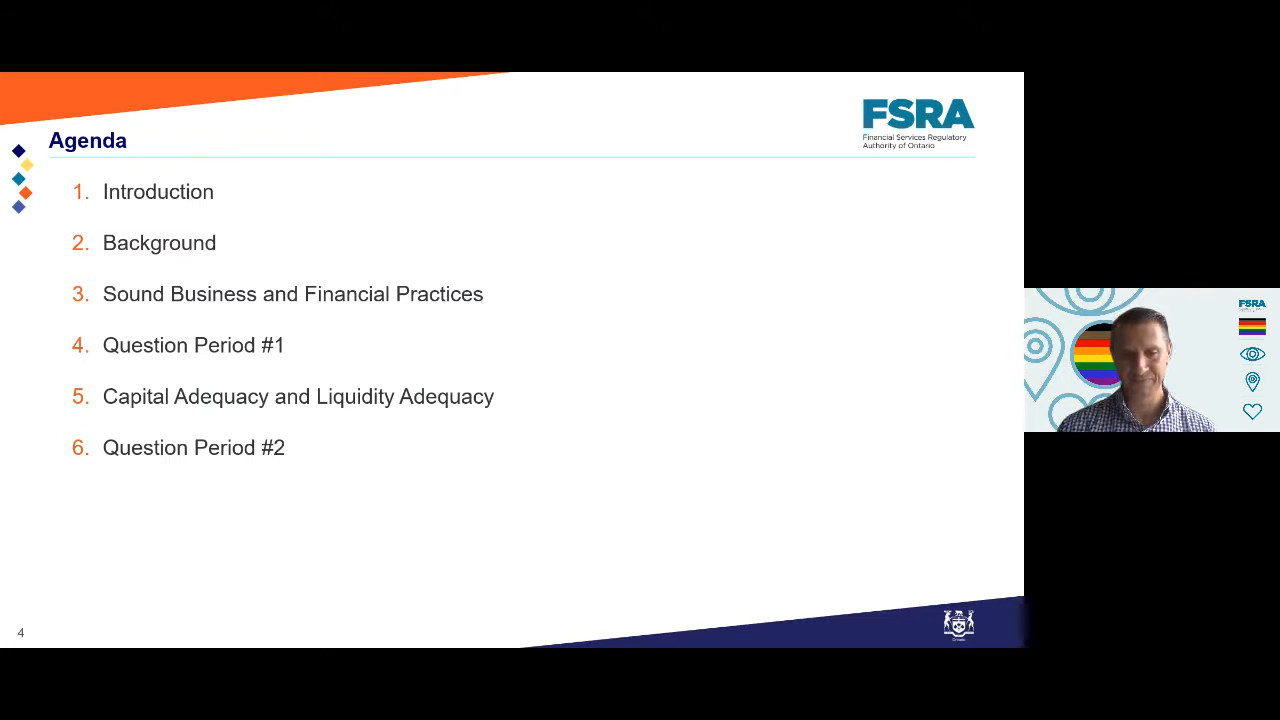 FSRA
Financial Services Regulatory
Authority of Ontario
Agenda
1. Introduction
2. Background
3. Sound Business and Financial Practices
4. Question Period #1
5. Capital Adequacy and Liquidity Adequacy
6. Question Period #2
4
Ontario
FSRA